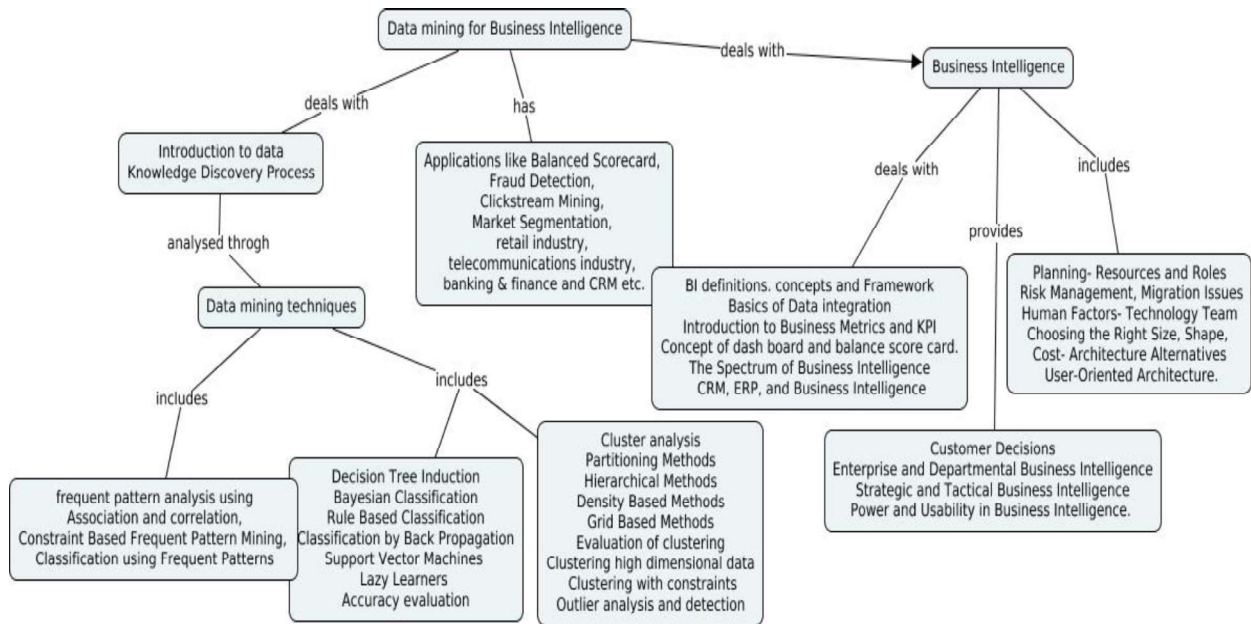 Data mining for Business Intelligence
deals with
Business Intelligence
deals with
has
Introduction to data
Knowledge Discovery Process
Applications like Balanced Scorecard,
Fraud Detection,
Clickstream Mining,
Market Segmentation,
retail industry,
telecommunications industry,
banking & finance and CRM etc.
deals with
provides
includes
analysed throgh
Data mining techniques
BI definitions. concepts and Framework
Basics of Data integration
Introduction to Business Metrics and KPI
Concept of dash board and balance score card.
The Spectrum of Business Intelligence
CRM, ERP, and Business Intelligence
Planning- Resources and Roles
Risk Management, Migration Issues
Human Factors- Technology Team
Choosing the Right Size, Shape,
Cost- Architecture Alternatives
User-Oriented Architecture.
includes
includes
frequent pattern analysis using
Association and correlation,
Constraint Based Frequent Pattern Mining,
Classification using Frequent Patterns
Decision Tree Induction
Bayesian Classification
Rule Based Classification
Classification by Back Propagation
Support Vector Machines
Lazy Learners
Accuracy evaluation
Cluster analysis
Partitioning Methods
Hierarchical Methods
Density Based Methods
Grid Based Methods
Evaluation of clustering
Clustering high dimensional data
Clustering with constraints
Outlier analysis and detection
Customer Decisions
Enterprise and Departmental Business Intelligence
Strategic and Tactical Business Intelligence
Power and Usability in Business Intelligence.